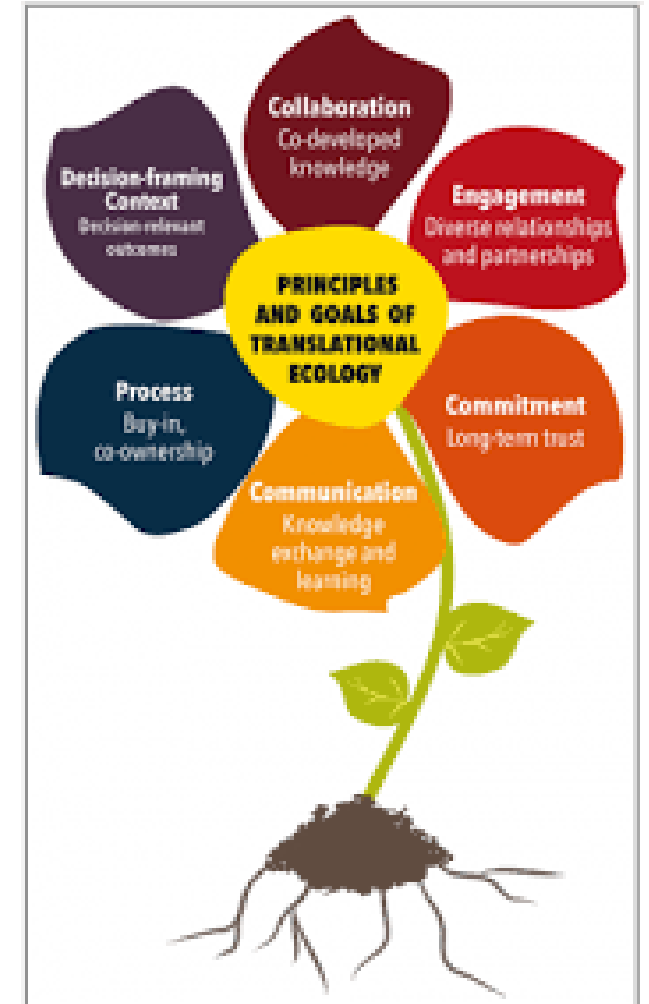 Collaboration
Co-developed
knowledge
Engagement
Diverse relationships
and partnerships
Decision-framing
Context
Decision-relevant
outcomes
PRINCIPLES
AND GOALS OF
TRANSLATIONAL
ECOLOGY
Process
Buy-in,
co-ownership
Commitment
Long-term trust
Communication
Knowledge
exchange and
learning